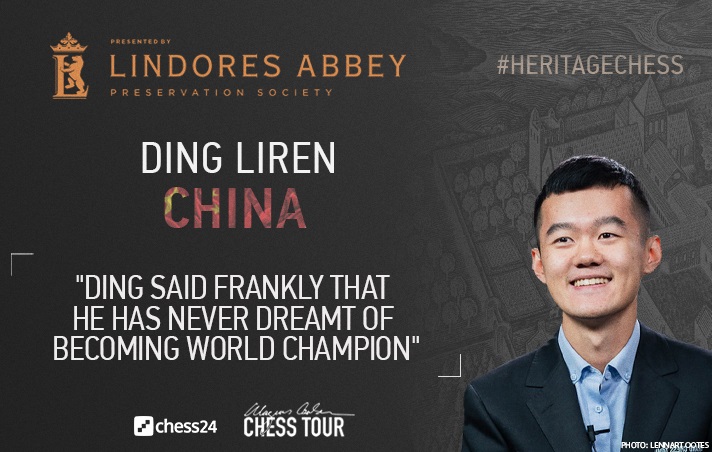 PRESENTED BY
LINDORES ABBEY
PRESERVATION SOCIETY
#HERITAGECHESS
DING LIREN
CHINA
"DING SAID FRANKLY THAT
HE HAS NEVER DREAMT OF
BECOMING WORLD CHAMPION"
chess24
Magnus Carlsen
CHESS TOUR
PHOTO: LENNART OOTES